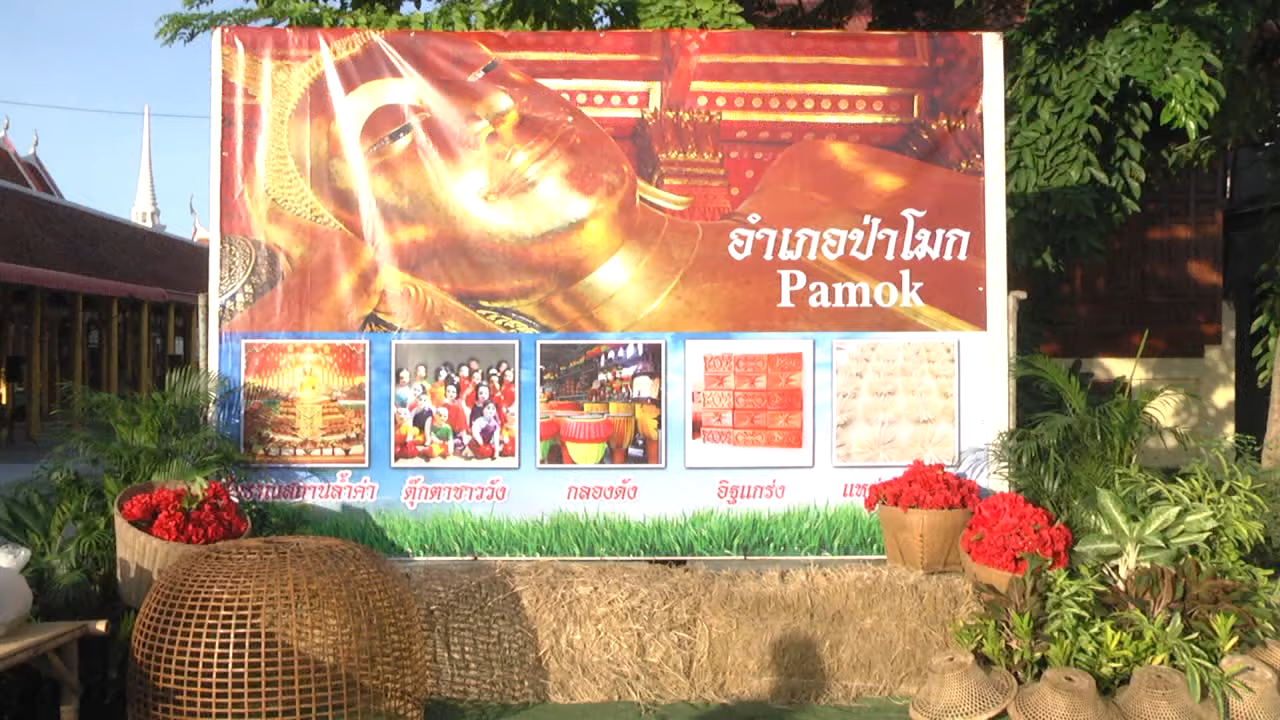 อำเภอป่าโมก
Pamok
ตุ๊กตาชาววัง
กลองดัง
อิฐแกร่ง